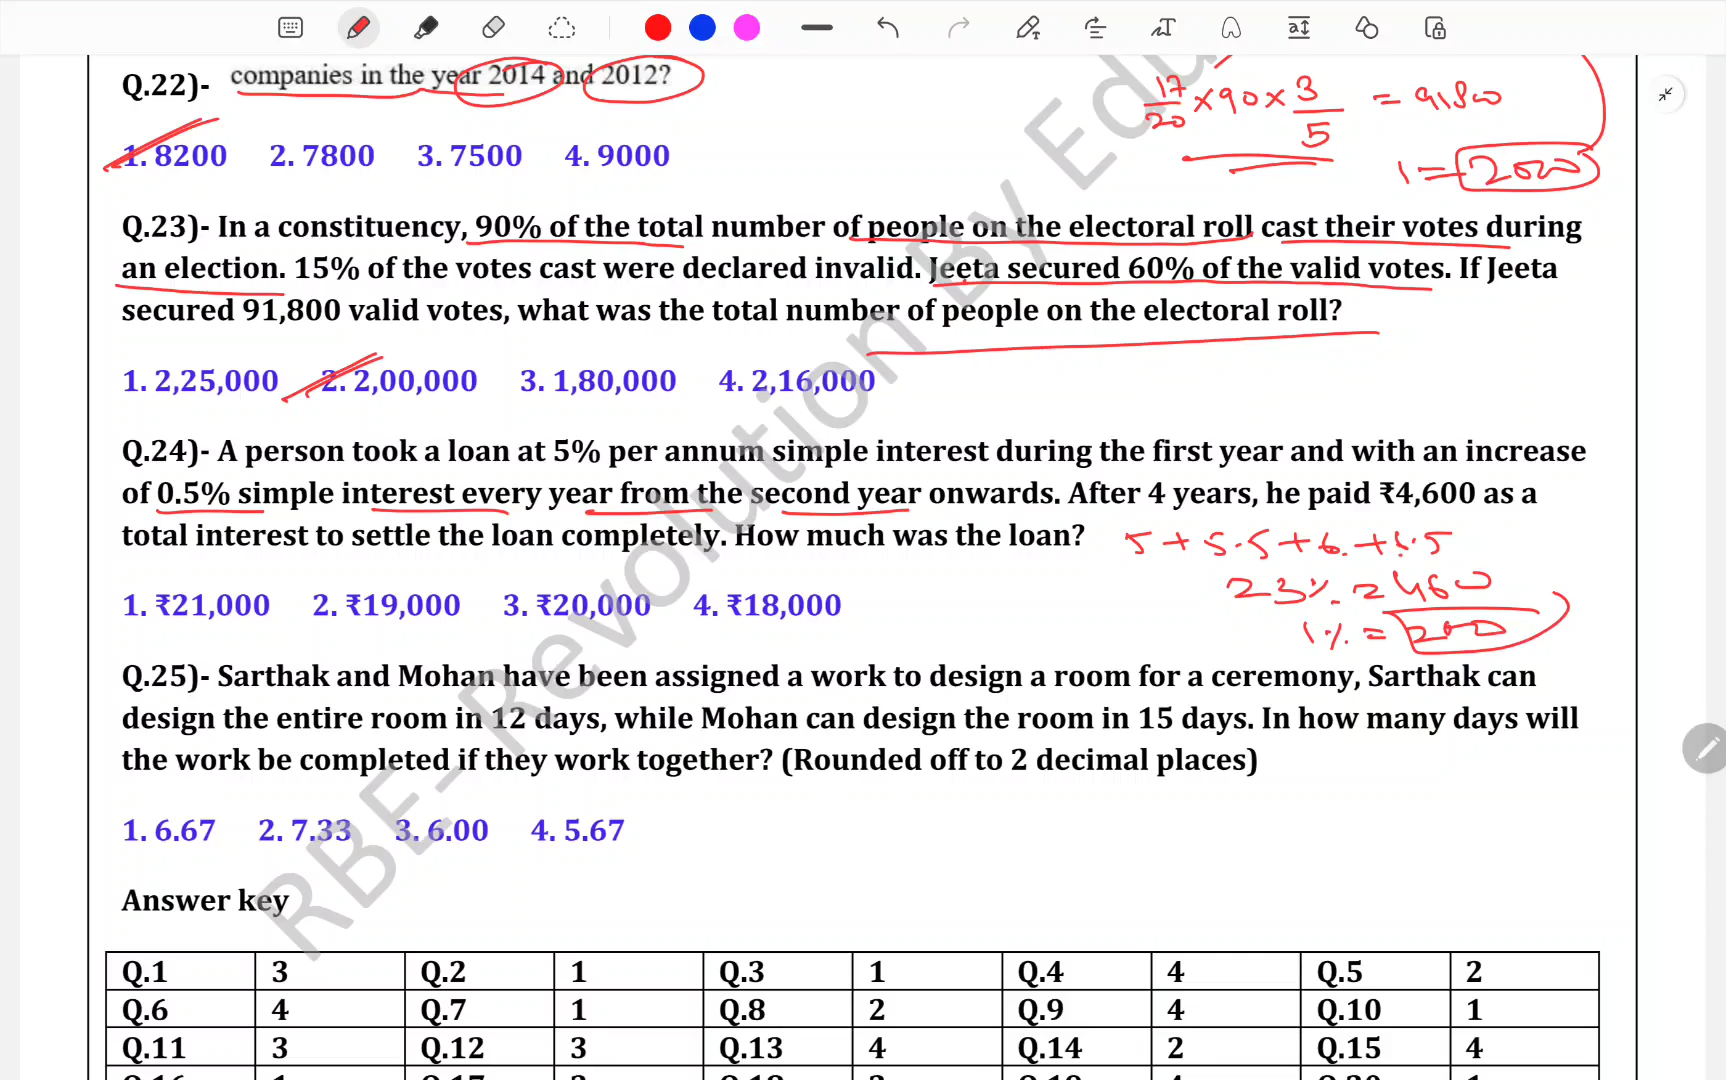 Q.22)- companies in the year 2014 and 2012?
17/20 × 90 × 3/5 = 91800
1 = 2000
1. 8200 2. 7800 3. 7500 4. 9000
Q.23)- In a constituency, 90% of the total number of people on the electoral roll cast their votes during
an election. 15% of the votes cast were declared invalid. Jeeta secured 60% of the valid votes. If Jeeta
secured 91,800 valid votes, what was the total number of people on the electoral roll?
1. 2,25,000 2. 2,00,000 3. 1,80,000 4. 2,16,000
Q.24)- A person took a loan at 5% per annum simple interest during the first year and with an increase
of 0.5% simple interest every year from the second year onwards. After 4 years, he paid ₹4,600 as a
total interest to settle the loan completely. How much was the loan?
5 + 5.5 + 6 + 6.5
23% = 4600
1% = 200
1. ₹21,000 2. ₹19,000 3. ₹20,000 4. ₹18,000
Q.25)- Sarthak and Mohan have been assigned a work to design a room for a ceremony, Sarthak can
design the entire room in 12 days, while Mohan can design the room in 15 days. In how many days will
the work be completed if they work together? (Rounded off to 2 decimal places)
1. 6.67 2. 7.33 3. 6.00 4. 5.67
Answer key
Q.1 3 Q.2 1 Q.3 1 Q.4 4 Q.5 2
Q.6 4 Q.7 1 Q.8 2 Q.9 4 Q.10 1
Q.11 3 Q.12 3 Q.13 4 Q.14 2 Q.15 4
RBE- Revolution By Edu